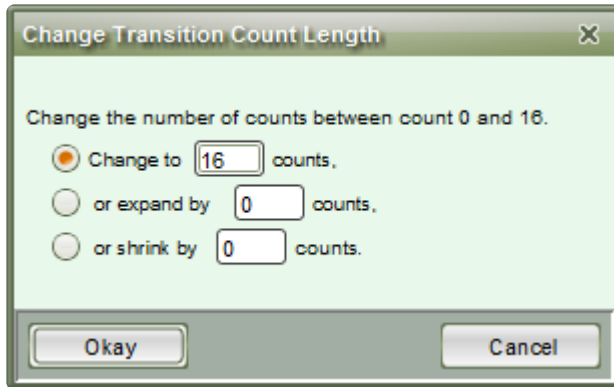 Change Transition Count Length
Change the number of counts between count 0 and 16.
Change to 16 counts,
or expand by 0 counts,
or shrink by 0 counts.
Okay Cancel